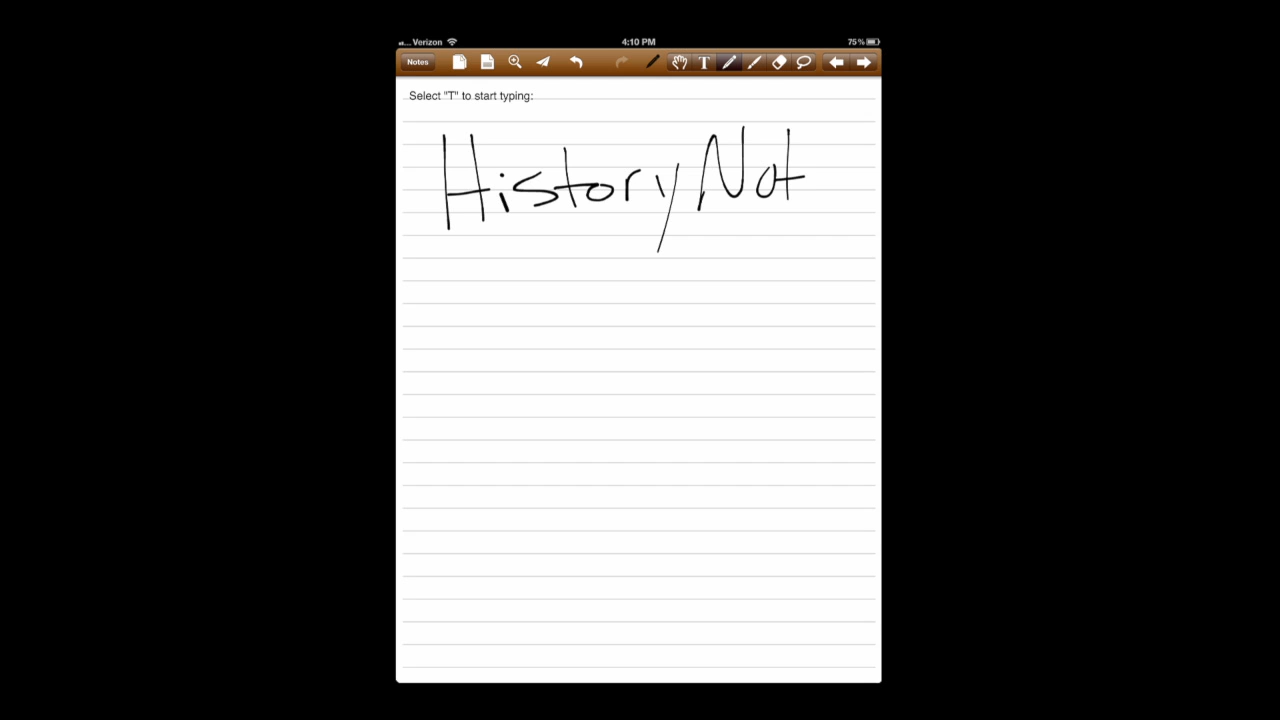 Verizon 4:10 PM 75%
Notes T
Select "T" to start typing:
History Not